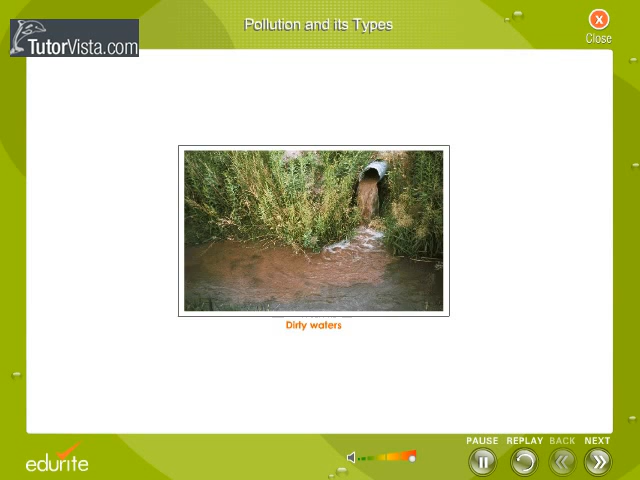 Pollution and its Types
Close
TutorVista.com
Dirty waters
PAUSE REPLAY BACK NEXT
edurite